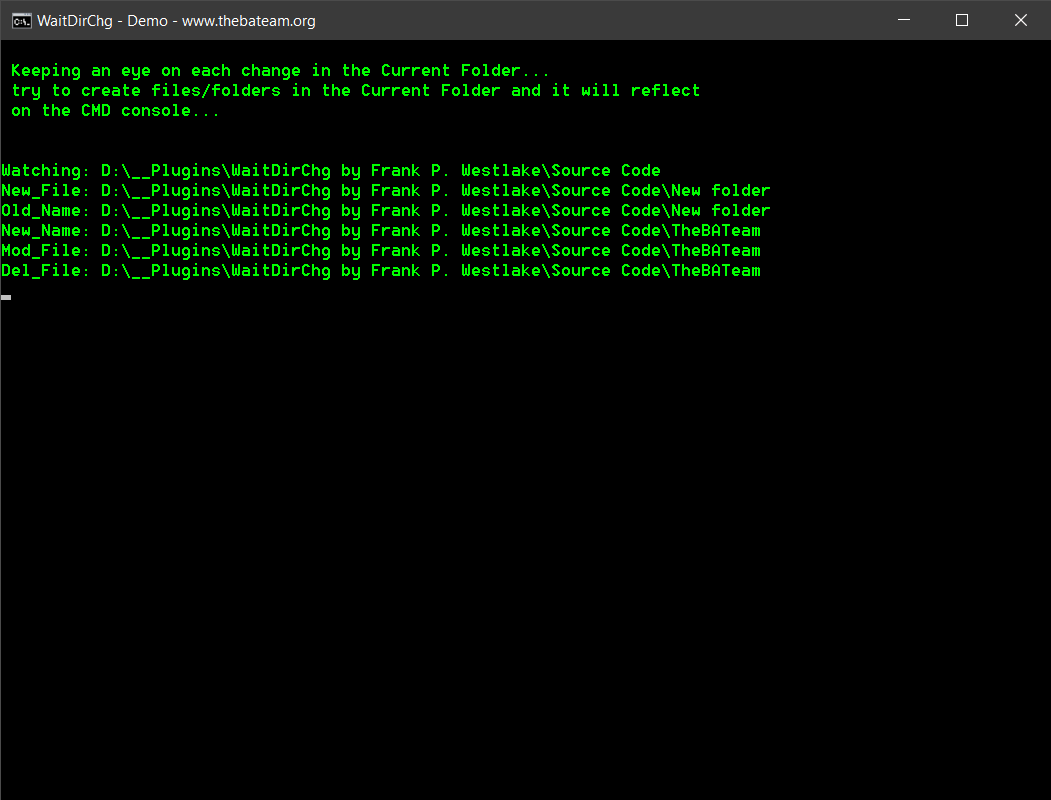 WaitDirChg - Demo - www.thebateam.org
Keeping an eye on each change in the Current Folder...
try to create files/folders in the Current Folder and it will reflect
on the CMD console...
Watching: D:\__Plugins\WaitDirChg by Frank P. Westlake\Source Code
New_File: D:\__Plugins\WaitDirChg by Frank P. Westlake\Source Code\New folder
Old_Name: D:\__Plugins\WaitDirChg by Frank P. Westlake\Source Code\New folder
New_Name: D:\__Plugins\WaitDirChg by Frank P. Westlake\Source Code\TheBATeam
Mod_File: D:\__Plugins\WaitDirChg by Frank P. Westlake\Source Code\TheBATeam
Del_File: D:\__Plugins\WaitDirChg by Frank P. Westlake\Source Code\TheBATeam